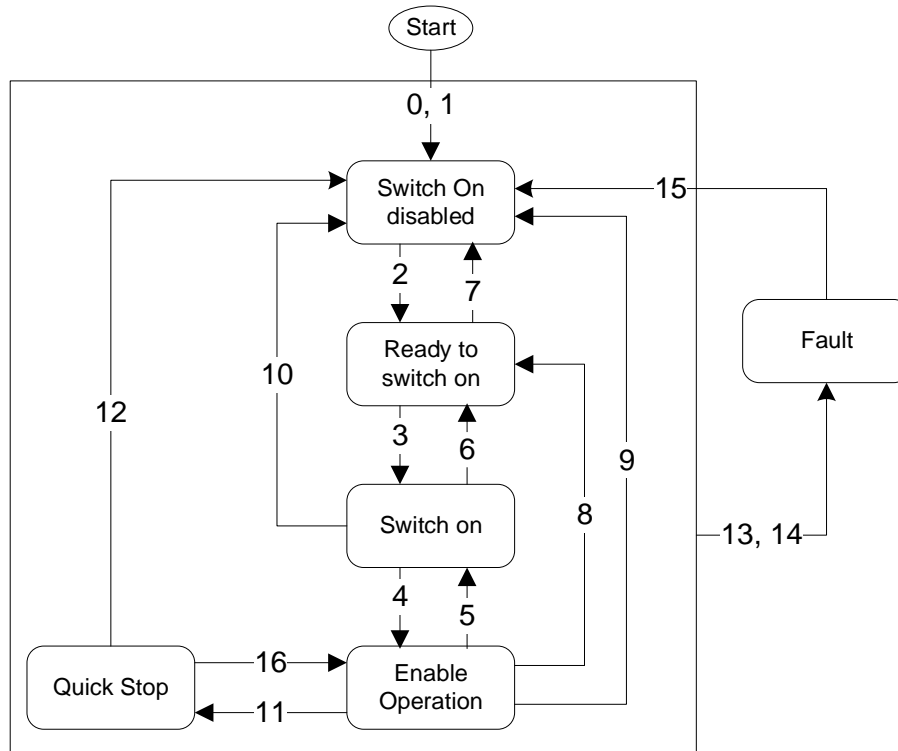 Start
0, 1
Switch On
disabled
15
2
7
Ready to
switch on
Fault
10
12
3
6
9
8
Switch on
13, 14
4
5
16
Enable
Operation
Quick Stop
11